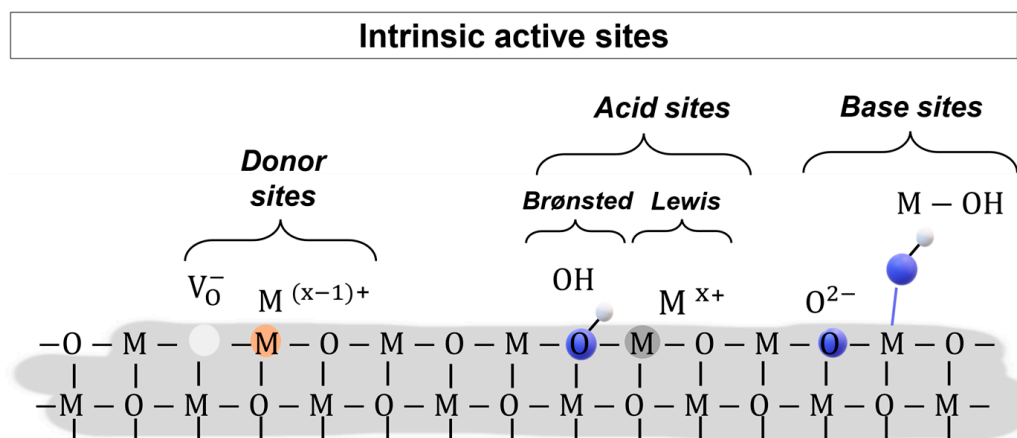 Intrinsic active sites
Acid sites
Base sites
Donor
sites
Brønsted
Lewis
M – OH
V_O^–
M ^(x−1)+
OH
M ^x+
O^2−
–O – M – –M – O – M – O – M – O – M – O – M – O – M – O –
–M – O – M – O – M – O – M – O – M – O – M – O – M – O – M–